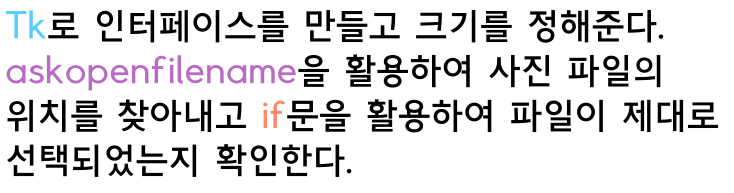 Tk로 인터페이스를 만들고 크기를 정해준다.
askopenfilename을 활용하여 사진 파일의
위치를 찾아내고 if문을 활용하여 파일이 제대로
선택되었는지 확인한다.